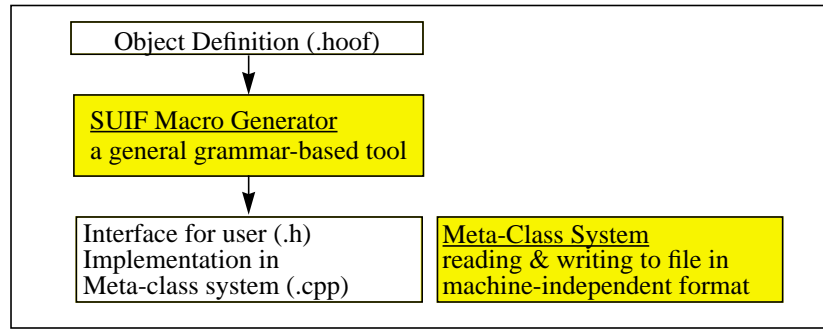 Object Definition (.hoof)
SUIF Macro Generator
a general grammar-based tool
Interface for user (.h)
Implementation in
Meta-class system (.cpp)
Meta-Class System
reading & writing to file in
machine-independent format